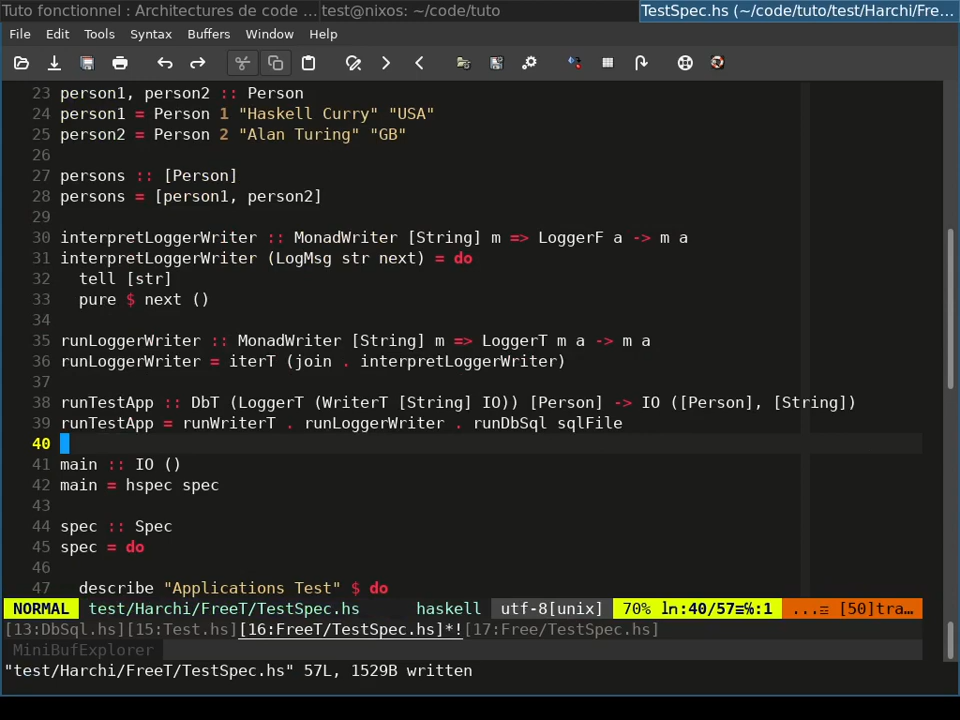 Tuto fonctionnel : Architectures de code ... test@nixos: ~/code/tuto TestSpec.hs (~/code/tuto/test/Harchi/Fre...
File Edit Tools Syntax Buffers Window Help
23 person1, person2 :: Person
24 person1 = Person 1 "Haskell Curry" "USA"
25 person2 = Person 2 "Alan Turing" "GB"
26
27 persons :: [Person]
28 persons = [person1, person2]
29
30 interpretLoggerWriter :: MonadWriter [String] m => LoggerF a -> m a
31 interpretLoggerWriter (LogMsg str next) = do
32   tell [str]
33   pure $ next ()
34
35 runLoggerWriter :: MonadWriter [String] m => LoggerT m a -> m a
36 runLoggerWriter = iterT (join . interpretLoggerWriter)
37
38 runTestApp :: DbT (LoggerT (WriterT [String] IO)) [Person] -> IO ([Person], [String])
39 runTestApp = runWriterT . runLoggerWriter . runDbSql sqlFile
40
41 main :: IO ()
42 main = hspec spec
43
44 spec :: Spec
45 spec = do
46
47   describe "Applications Test" $ do
NORMAL test/Harchi/FreeT/TestSpec.hs haskell utf-8[unix] 70% ln:40/57≡℅:1 ...≡ [50]tra…
[13:DbSql.hs][15:Test.hs][16:FreeT/TestSpec.hs]*![17:Free/TestSpec.hs]
MiniBufExplorer
"test/Harchi/FreeT/TestSpec.hs" 57L, 1529B written